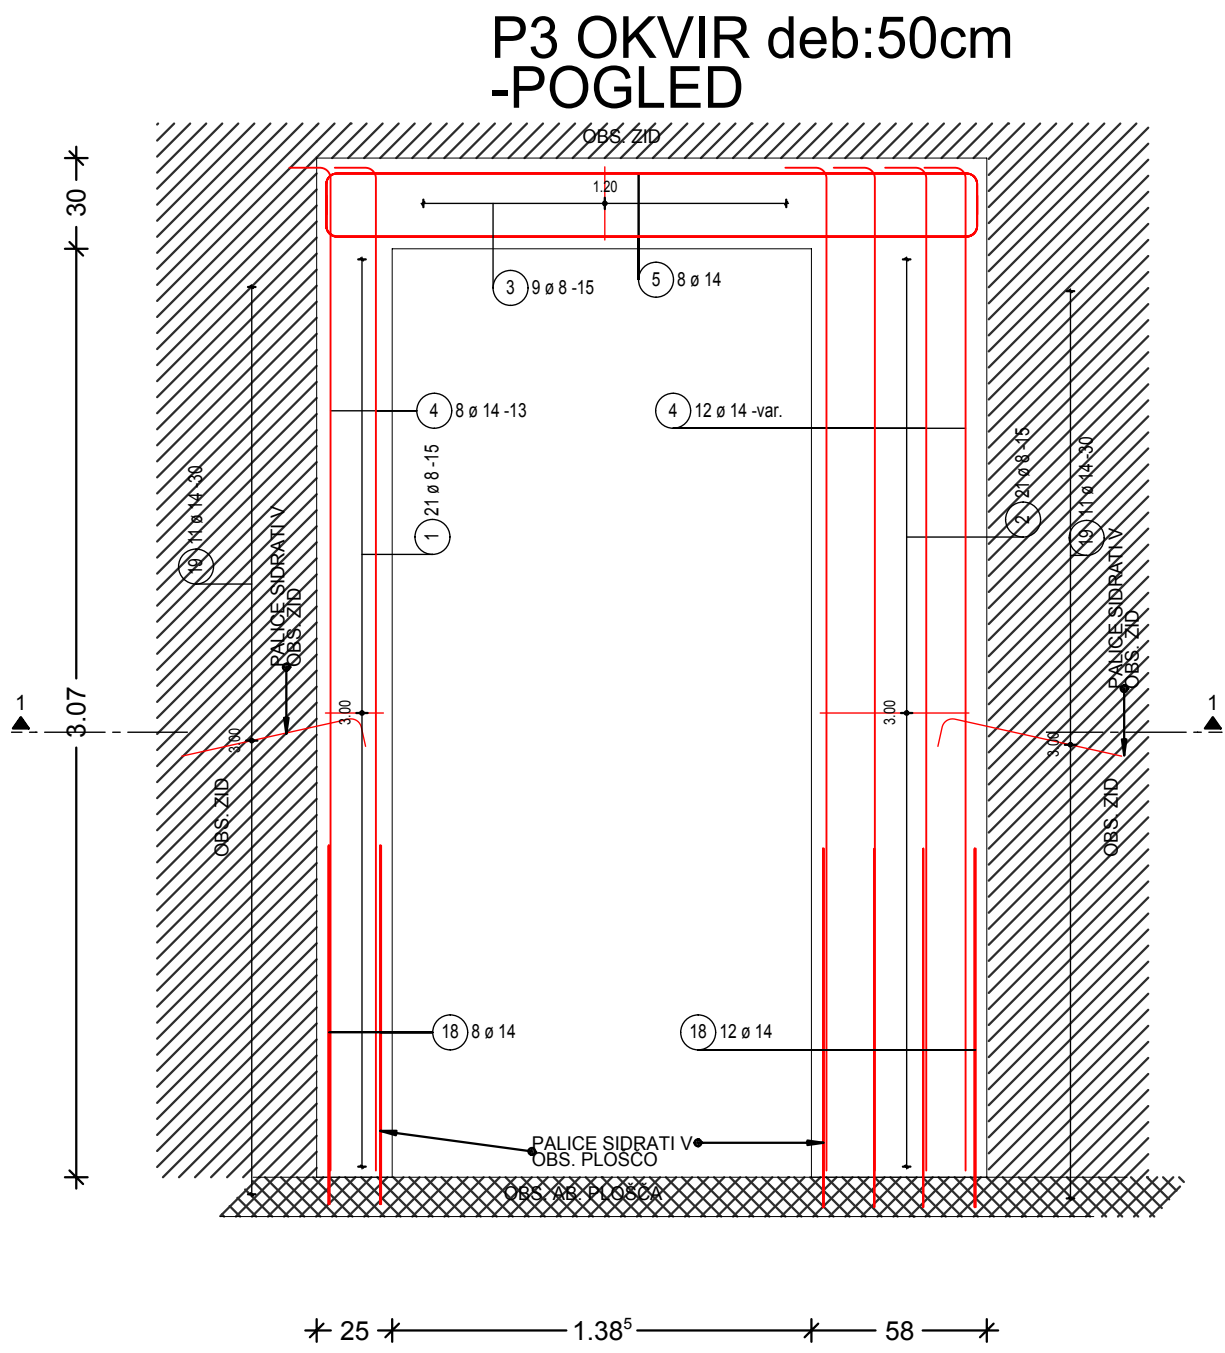 P3 OKVIR deb:50cm
-POGLED
OBS. ZID
30
1.20
3 9 ø 8 -15
5 8 ø 14
4 8 ø 14 -13
4 12 ø 14 -var.
1 21 ø 8 -15
2 21 ø 8 -15
19 11 ø 14 -30
19 11 ø 14 -30
PALICE SIDRATI V
OBS. ZID
PALICE SIDRATI V
OBS. ZID
3.07
1
1
3.00
3.00
3.00
3.00
OBS. ZID
OBS. ZID
18 8 ø 14
18 12 ø 14
PALICE SIDRATI V
OBS. PLOŠČO
OBS. AB. PLOŠČA
25
1.38⁵
58